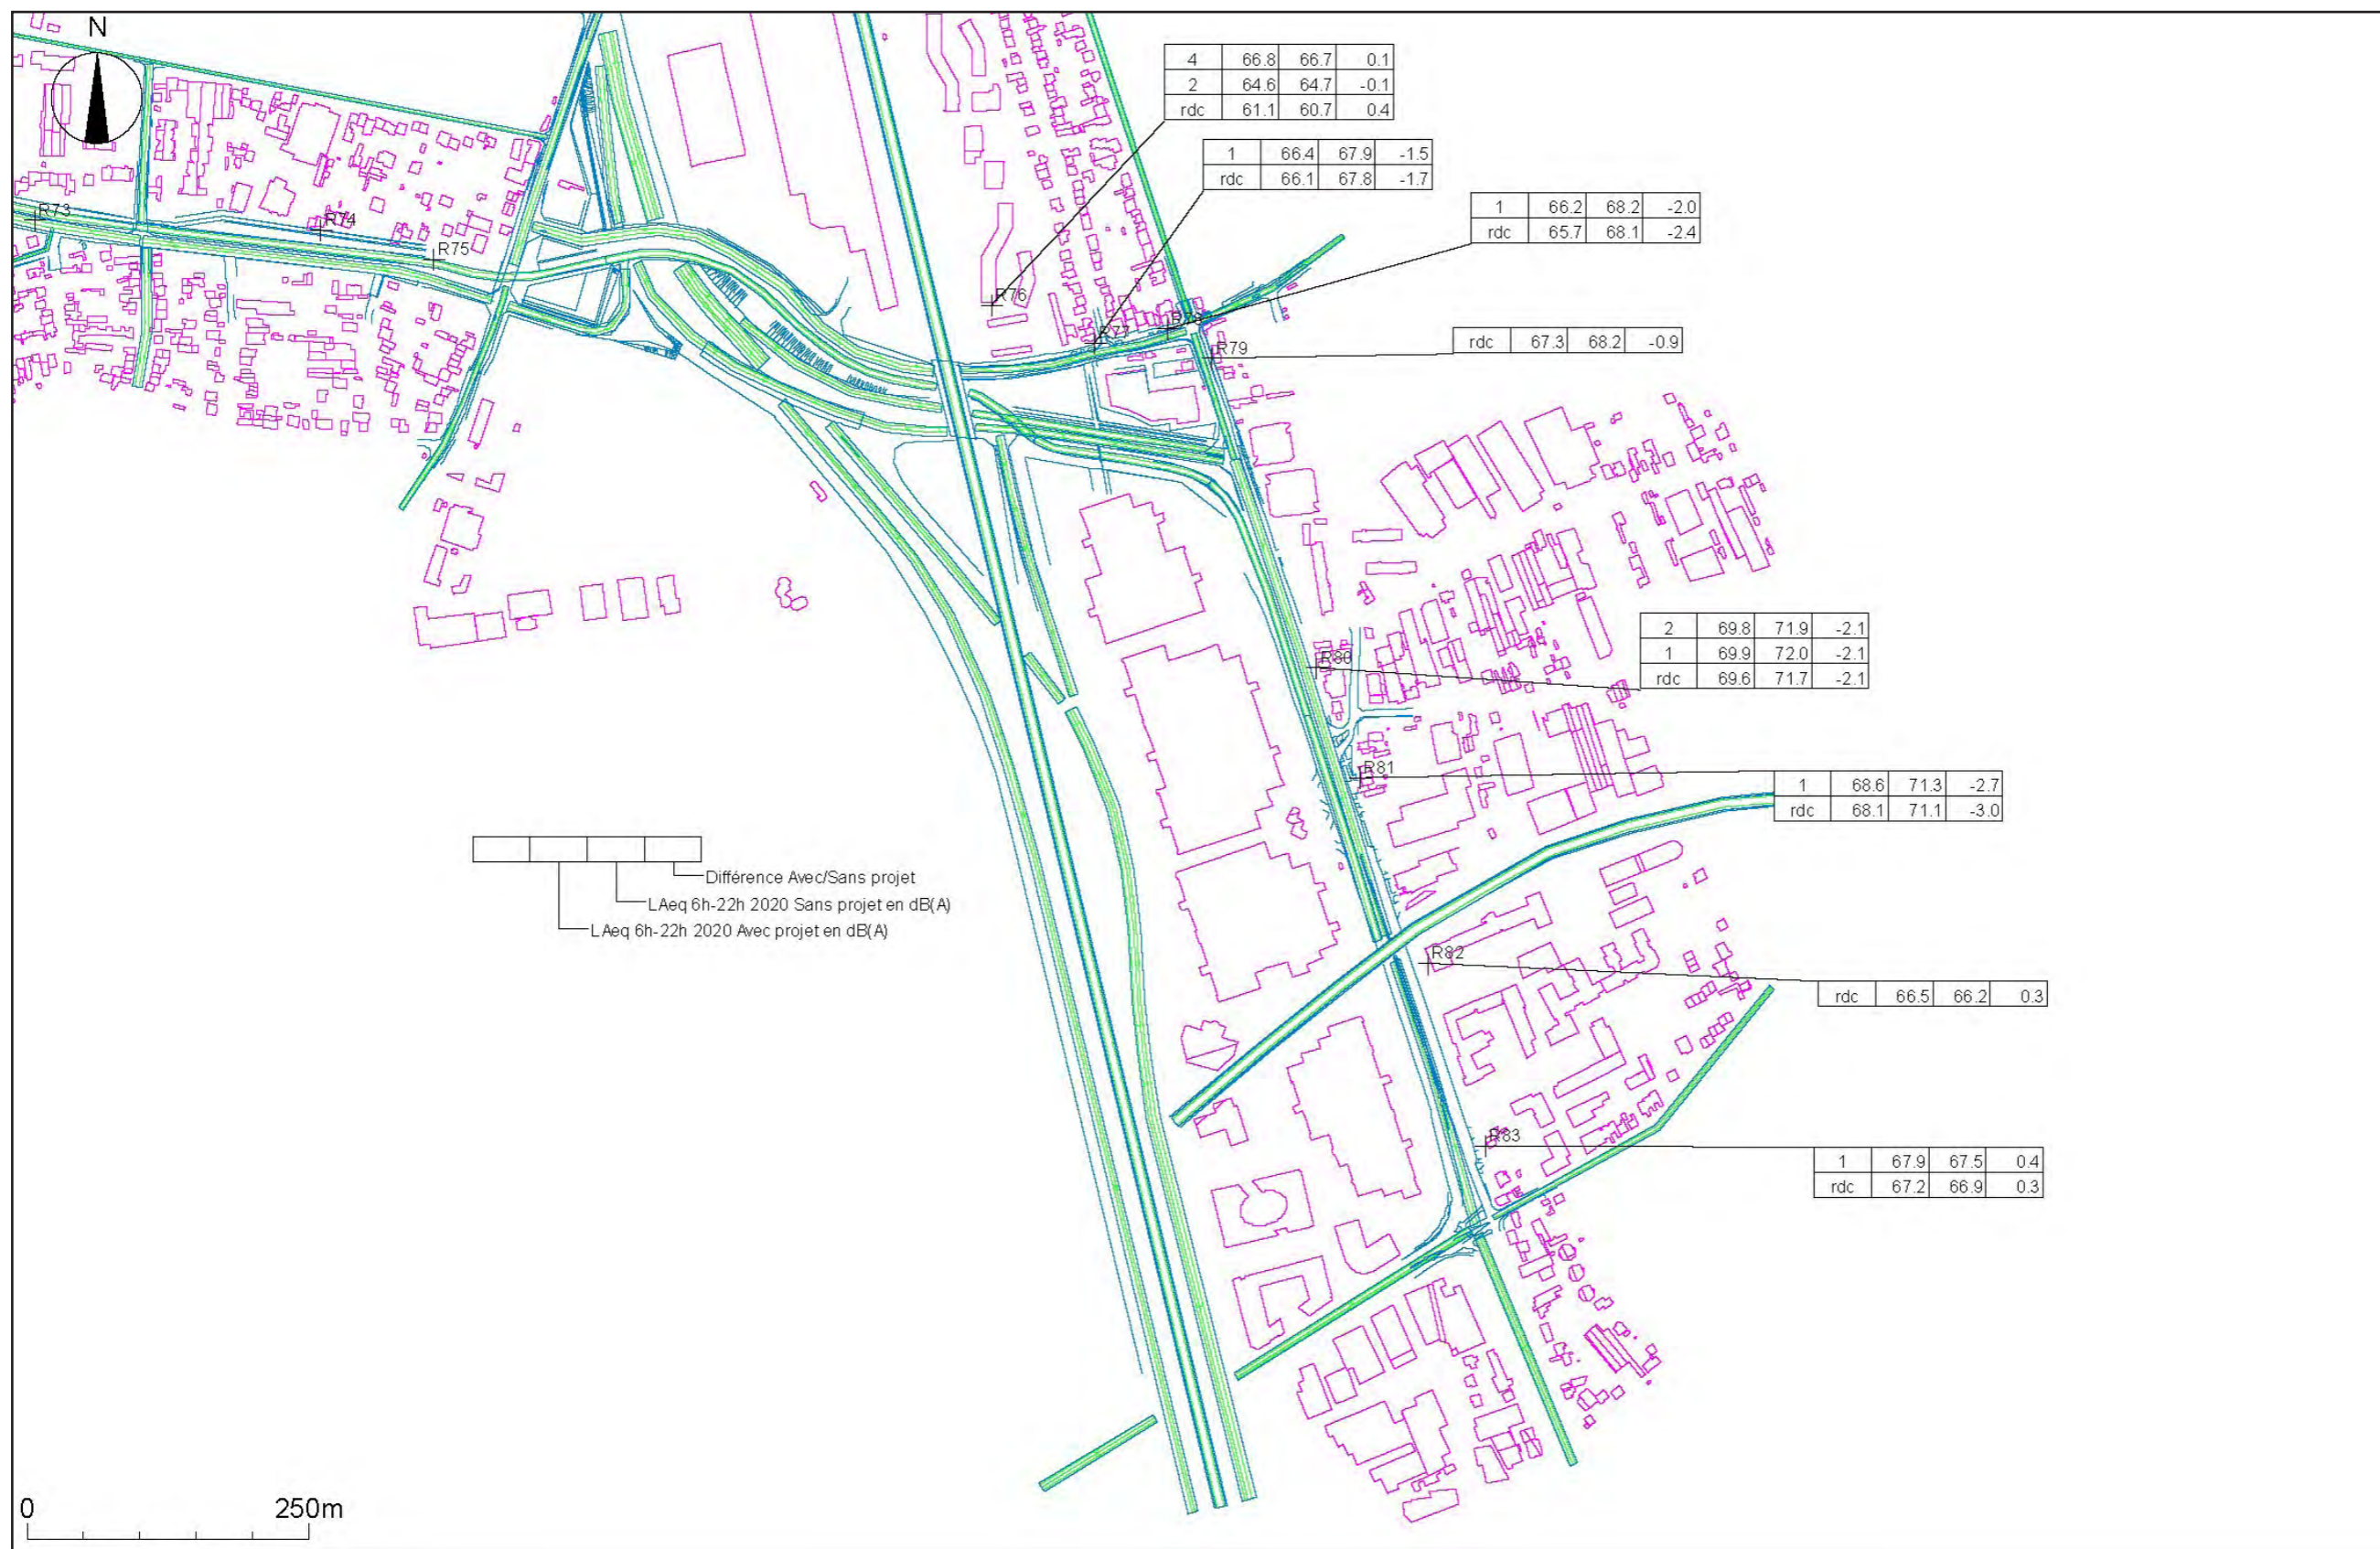 N
4 66.8 66.7 0.1
2 64.6 64.7 -0.1
rdc 61.1 60.7 0.4
1 66.4 67.9 -1.5
rdc 66.1 67.8 -1.7
1 66.2 68.2 -2.0
rdc 65.7 68.1 -2.4
R73
R74
R75
R76
R77
R78
R79
rdc 67.3 68.2 -0.9
R80
2 69.8 71.9 -2.1
1 69.9 72.0 -2.1
rdc 69.6 71.7 -2.1
R81
1 68.6 71.3 -2.7
rdc 68.1 71.1 -3.0
Différence Avec/Sans projet
LAeq 6h-22h 2020 Sans projet en dB(A)
LAeq 6h-22h 2020 Avec projet en dB(A)
R82
rdc 66.5 66.2 0.3
R83
1 67.9 67.5 0.4
rdc 67.2 66.9 0.3
0 250m